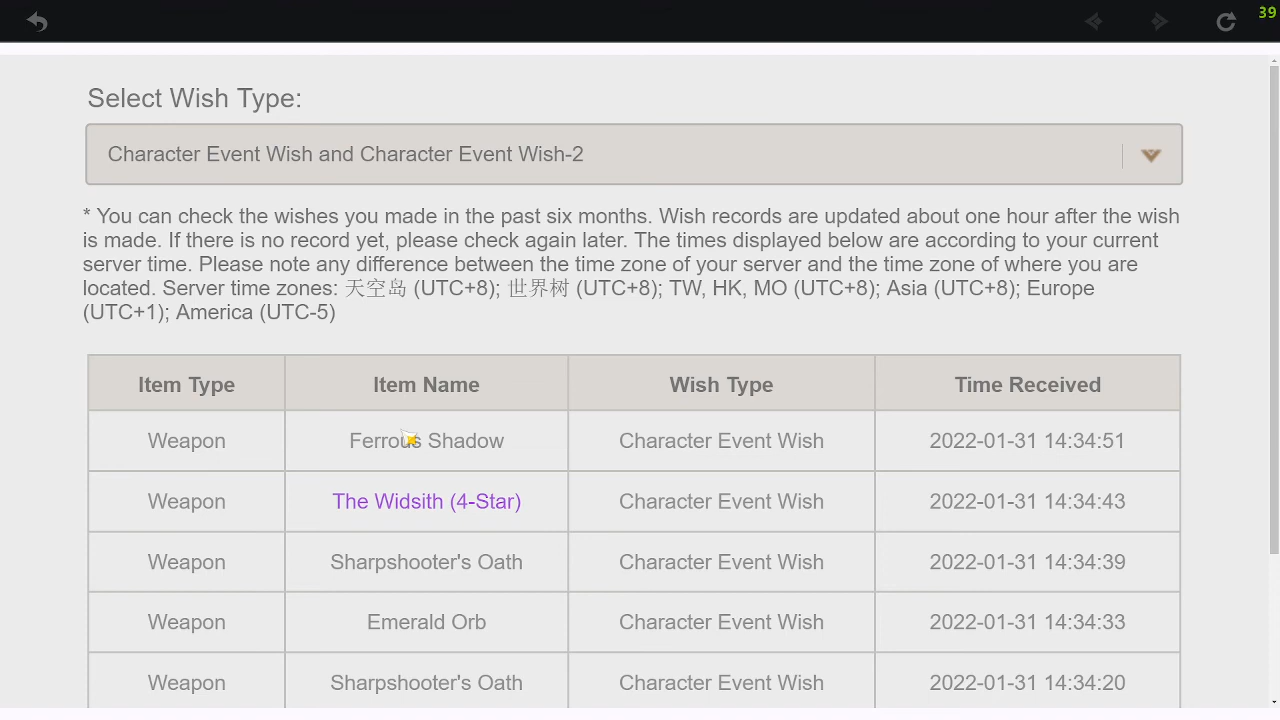 39
Select Wish Type:
Character Event Wish and Character Event Wish-2
* You can check the wishes you made in the past six months. Wish records are updated about one hour after the wish
is made. If there is no record yet, please check again later. The times displayed below are according to your current
server time. Please note any difference between the time zone of your server and the time zone of where you are
located. Server time zones: 天空岛 (UTC+8); 世界树 (UTC+8); TW, HK, MO (UTC+8); Asia (UTC+8); Europe
(UTC+1); America (UTC-5)
Item Type Item Name Wish Type Time Received
Weapon Ferrous Shadow Character Event Wish 2022-01-31 14:34:51
Weapon The Widsith (4-Star) Character Event Wish 2022-01-31 14:34:43
Weapon Sharpshooter's Oath Character Event Wish 2022-01-31 14:34:39
Weapon Emerald Orb Character Event Wish 2022-01-31 14:34:33
Weapon Sharpshooter's Oath Character Event Wish 2022-01-31 14:34:20